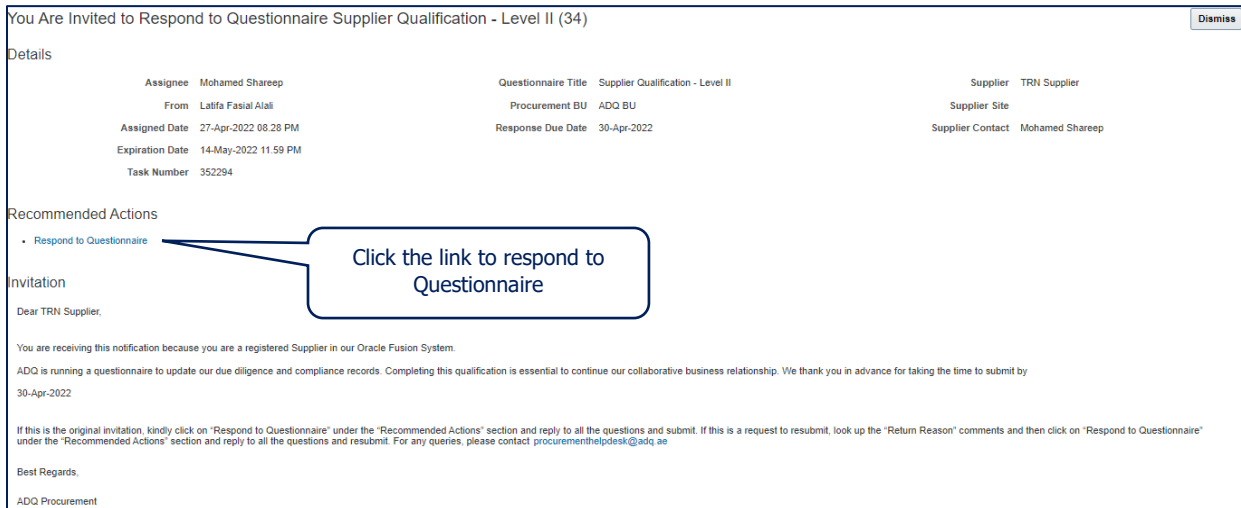 You Are Invited to Respond to Questionnaire Supplier Qualification - Level II (34)
Dismiss
Details
Assignee Mohamed Shareep
Questionnaire Title Supplier Qualification - Level II
Supplier TRN Supplier
From Latifa Fasial Alali
Procurement BU ADQ BU
Supplier Site
Assigned Date 27-Apr-2022 08.28 PM
Response Due Date 30-Apr-2022
Supplier Contact Mohamed Shareep
Expiration Date 14-May-2022 11.59 PM
Task Number 352294
Recommended Actions
• Respond to Questionnaire
Click the link to respond to
Questionnaire
Invitation
Dear TRN Supplier,
You are receiving this notification because you are a registered Supplier in our Oracle Fusion System.
ADQ is running a questionnaire to update our due diligence and compliance records. Completing this qualification is essential to continue our collaborative business relationship. We thank you in advance for taking the time to submit by
30-Apr-2022
If this is the original invitation, kindly click on “Respond to Questionnaire” under the “Recommended Actions” section and reply to all the questions and submit. If this is a request to resubmit, look up the “Return Reason” comments and then click on “Respond to Questionnaire”
under the “Recommended Actions” section and reply to all the questions and resubmit. For any queries, please contact procurementhelpdesk@adq.ae
Best Regards,
ADQ Procurement